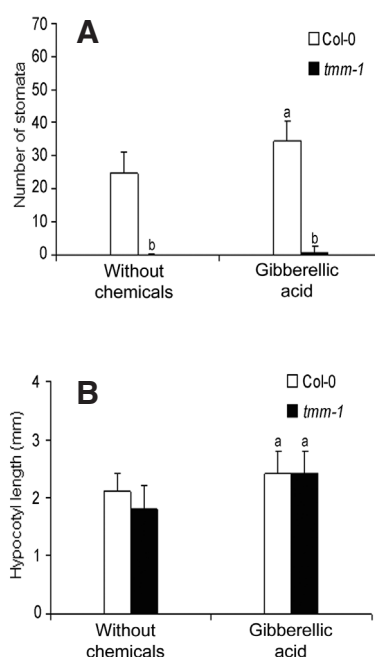 A
Number of stomata
70
60
50
40
30
20
10
0
Col-0
tmm-1
b
a
b
Without chemicals
Gibberellic acid
B
Hypocotyl length (mm)
4
3
2
1
0
Col-0
tmm-1
a
a
Without chemicals
Gibberellic acid